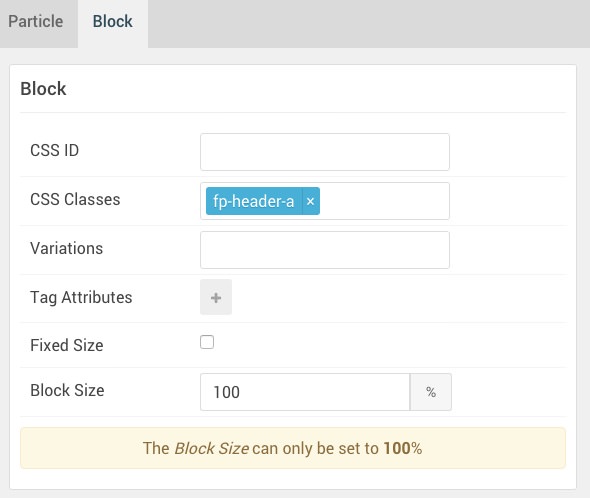 Particle Block
Block
CSS ID
CSS Classes fp-header-a ×
Variations
Tag Attributes +
Fixed Size
Block Size 100 %
The Block Size can only be set to 100%